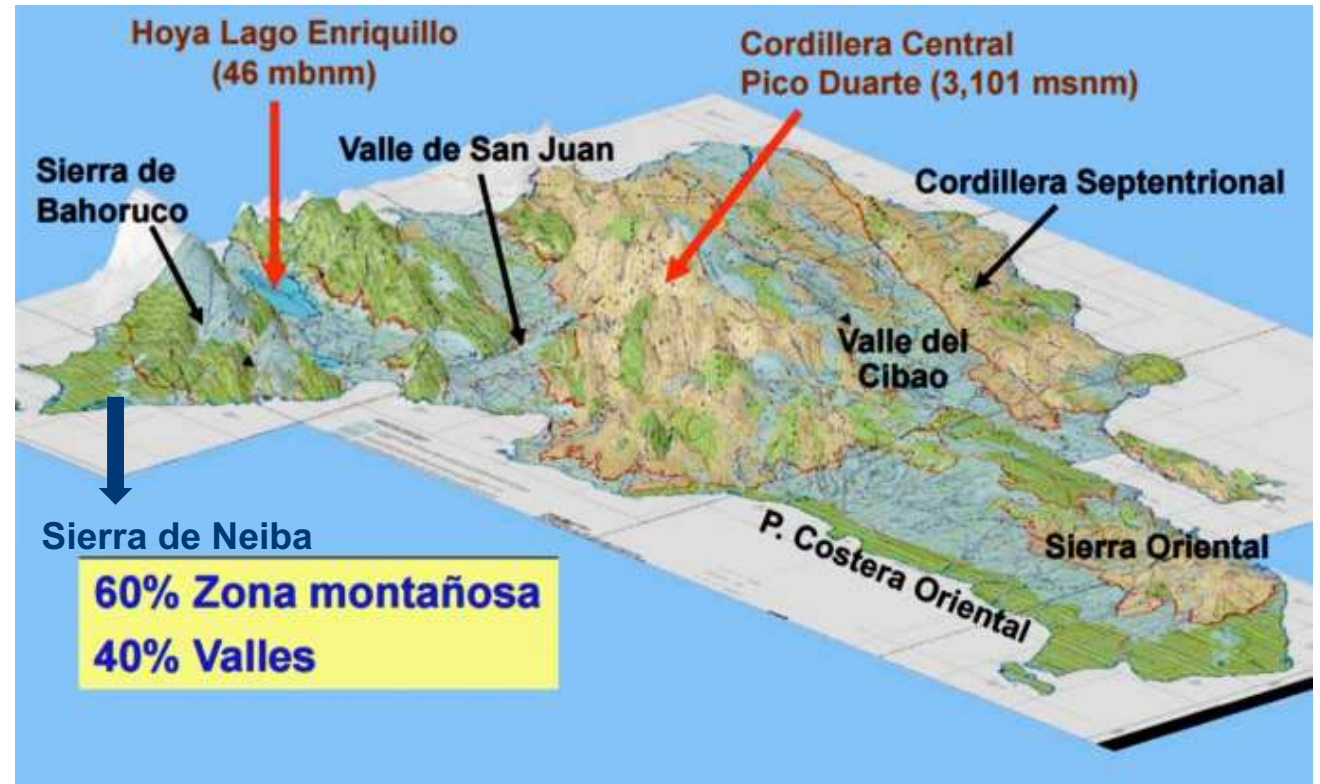 Hoya Lago Enriquillo
(46 mbnm)
Cordillera Central
Pico Duarte (3,101 msnm)
Valle de San Juan
Sierra de
Bahoruco
Cordillera Septentrional
Valle del
Cibao
P. Costera Oriental
Sierra Oriental
Sierra de Neiba
60% Zona montañosa
40% Valles